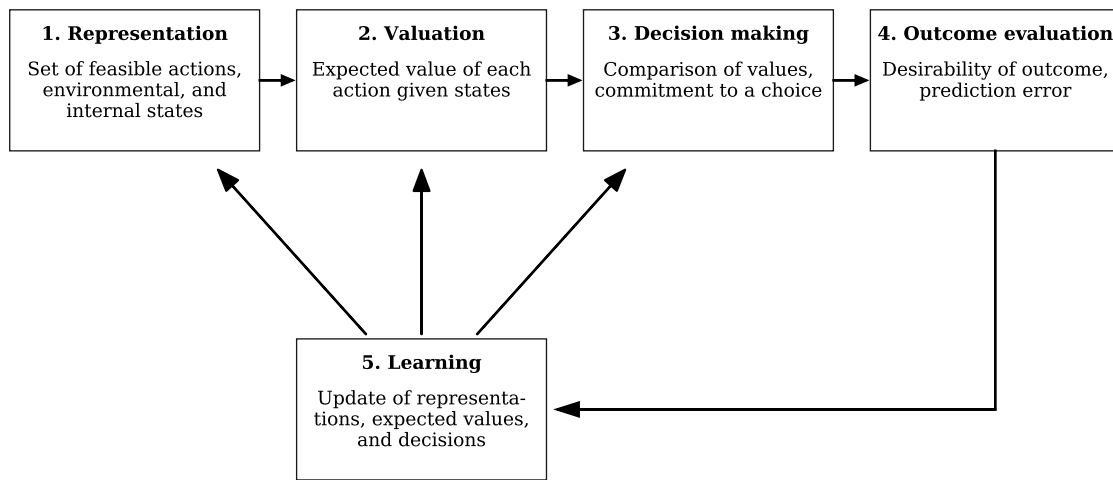 1. Representation
Set of feasible actions,
environmental, and
internal states
2. Valuation
Expected value of each
action given states
3. Decision making
Comparison of values,
commitment to a choice
4. Outcome evaluation
Desirability of outcome,
prediction error
5. Learning
Update of representa-
tions, expected values,
and decisions